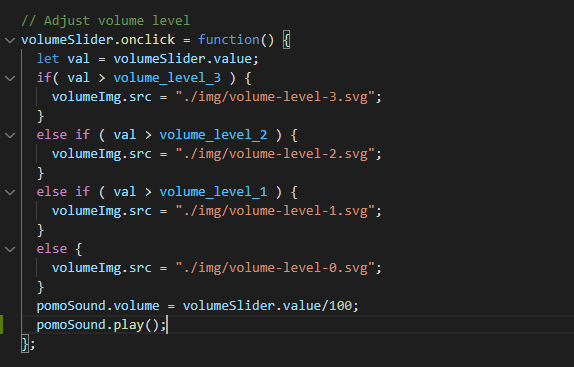 // Adjust volume level
volumeSlider.onclick = function() {
let val = volumeSlider.value;
if( val > volume_level_3 ) {
volumeImg.src = "./img/volume-level-3.svg";
}
else if ( val > volume_level_2 ) {
volumeImg.src = "./img/volume-level-2.svg";
}
else if ( val > volume_level_1 ) {
volumeImg.src = "./img/volume-level-1.svg";
}
else {
volumeImg.src = "./img/volume-level-0.svg";
}
pomoSound.volume = volumeSlider.value/100;
pomoSound.play();
};